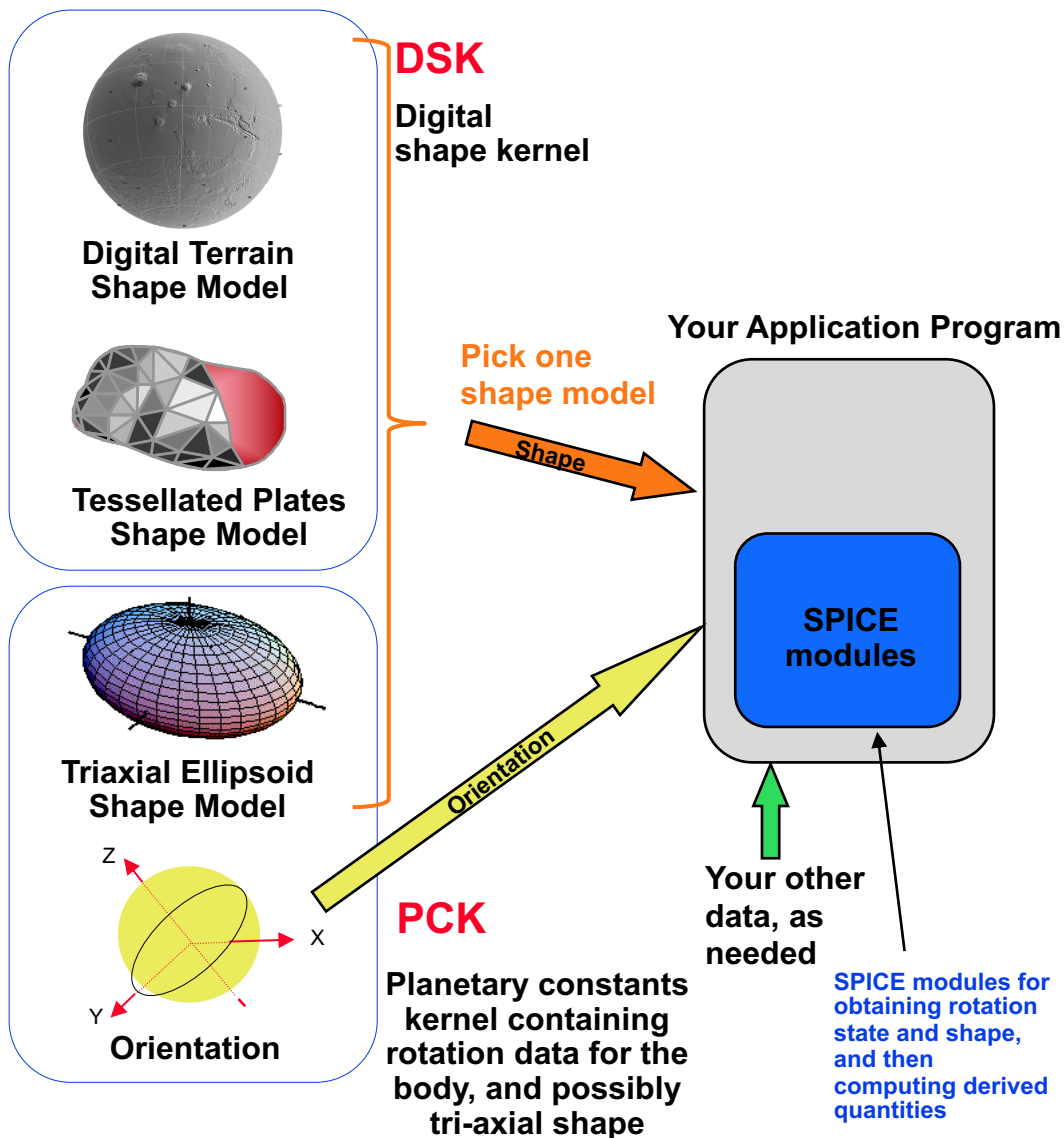 DSK
Digital
shape kernel
Digital Terrain
Shape Model
Tessellated Plates
Shape Model
Pick one
shape model
Shape
Your Application Program
SPICE
modules
Triaxial Ellipsoid
Shape Model
Orientation
Z
X
Y
Orientation
PCK
Planetary constants
kernel containing
rotation data for the
body, and possibly
tri-axial shape
Your other
data, as
needed
SPICE modules for
obtaining rotation
state and shape,
and then
computing derived
quantities